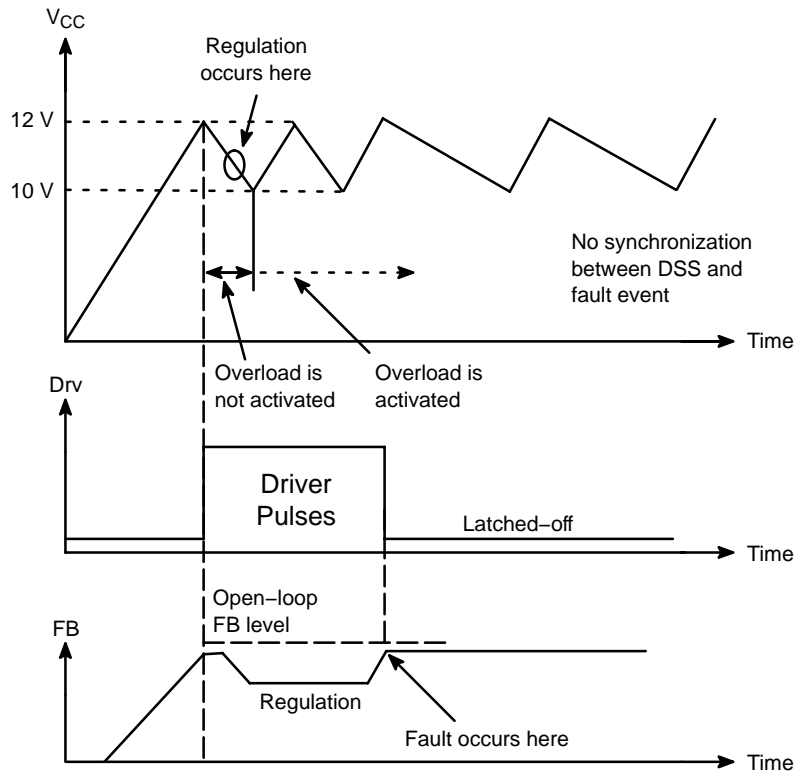 V_CC
Regulation
occurs here
12 V
10 V
No synchronization
between DSS and
fault event
Time
Overload is
not activated
Overload is
activated
Drv
Driver
Pulses
Latched−off
Time
Open−loop
FB level
FB
Regulation
Fault occurs here
Time